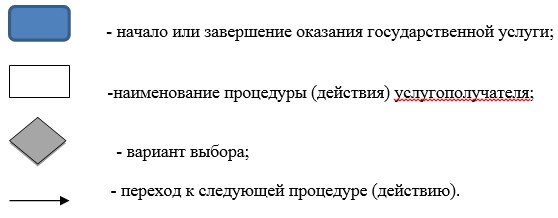 - начало или завершение оказания государственной услуги;
-наименование процедуры (действия) услугополучателя;
- вариант выбора;
- переход к следующей процедуре (действию).